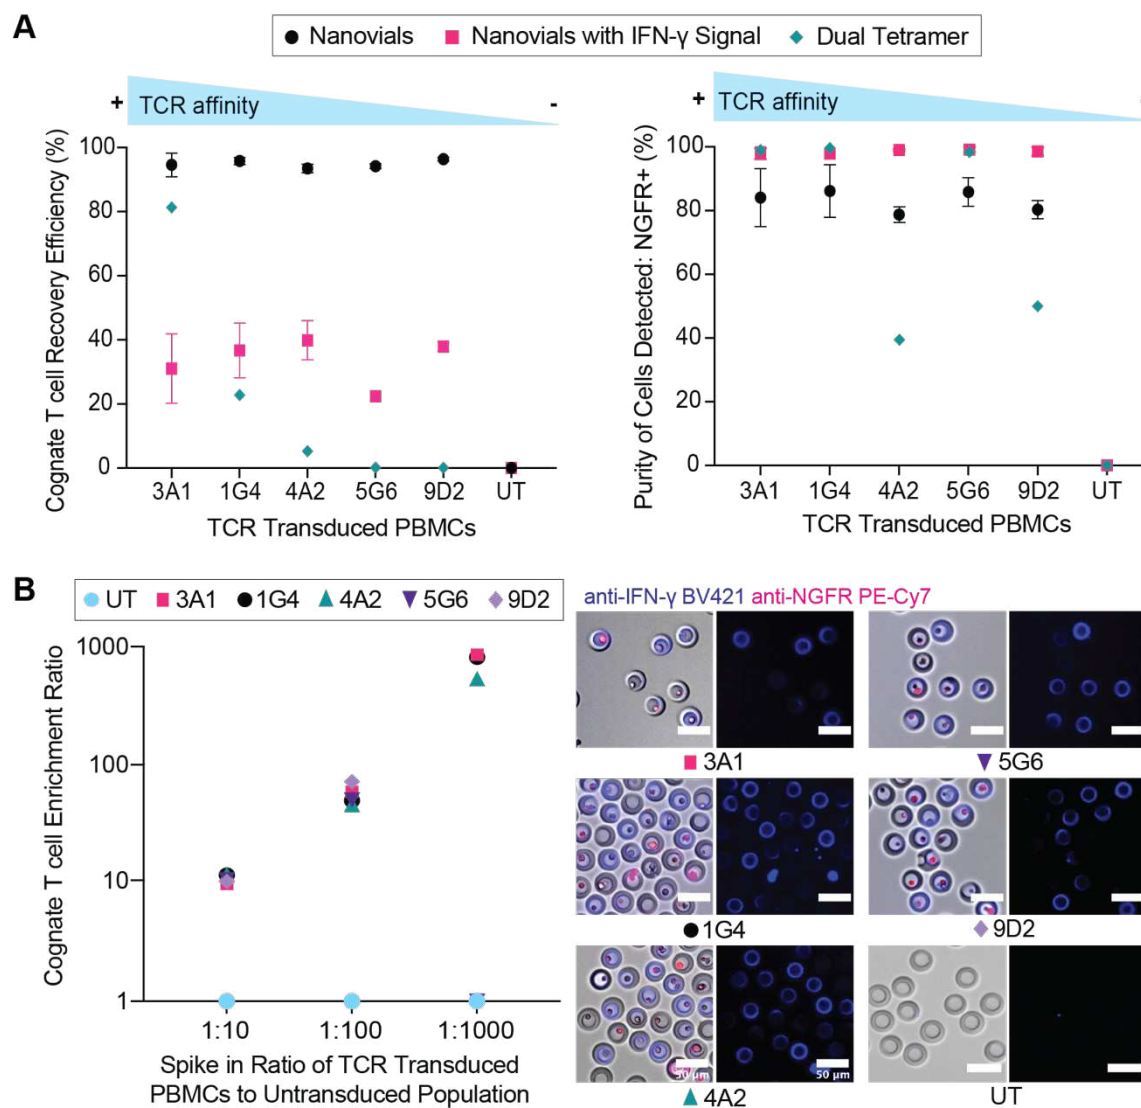 A
Nanovials Nanovials with IFN-γ Signal Dual Tetramer
+ TCR affinity -
Cognate T cell Recovery Efficiency (%)
100
80
60
40
20
0
3A1 1G4 4A2 5G6 9D2 UT
TCR Transduced PBMCs
+ TCR affinity
Purity of Cells Detected: NGFR+ (%)
100
80
60
40
20
0
3A1 1G4 4A2 5G6 9D2 UT
TCR Transduced PBMCs
B
UT 3A1 1G4 4A2 5G6 9D2
Cognate T cell Enrichment Ratio
1000
100
10
1
1:10 1:100 1:1000
Spike in Ratio of TCR Transduced
PBMCs to Untransduced Population
anti-IFN-γ BV421 anti-NGFR PE-Cy7
3A1 5G6
1G4 9D2
50 μm 50 μm
4A2 UT